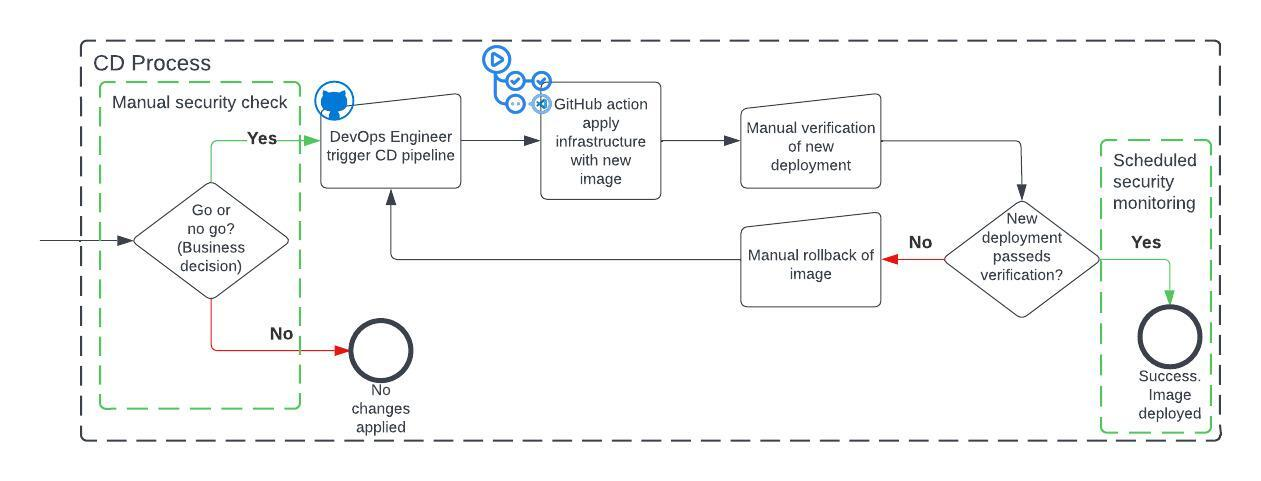 CD Process
Manual security check
Yes
Go or
no go?
(Business
decision)
No
No
changes
applied
DevOps Engineer
trigger CD pipeline
GitHub action
apply
infrastructure
with new
image
Manual verification
of new
deployment
New
deployment
passeds
verification?
No
Manual rollback of
image
Scheduled
security
monitoring
Yes
Success.
Image
deployed